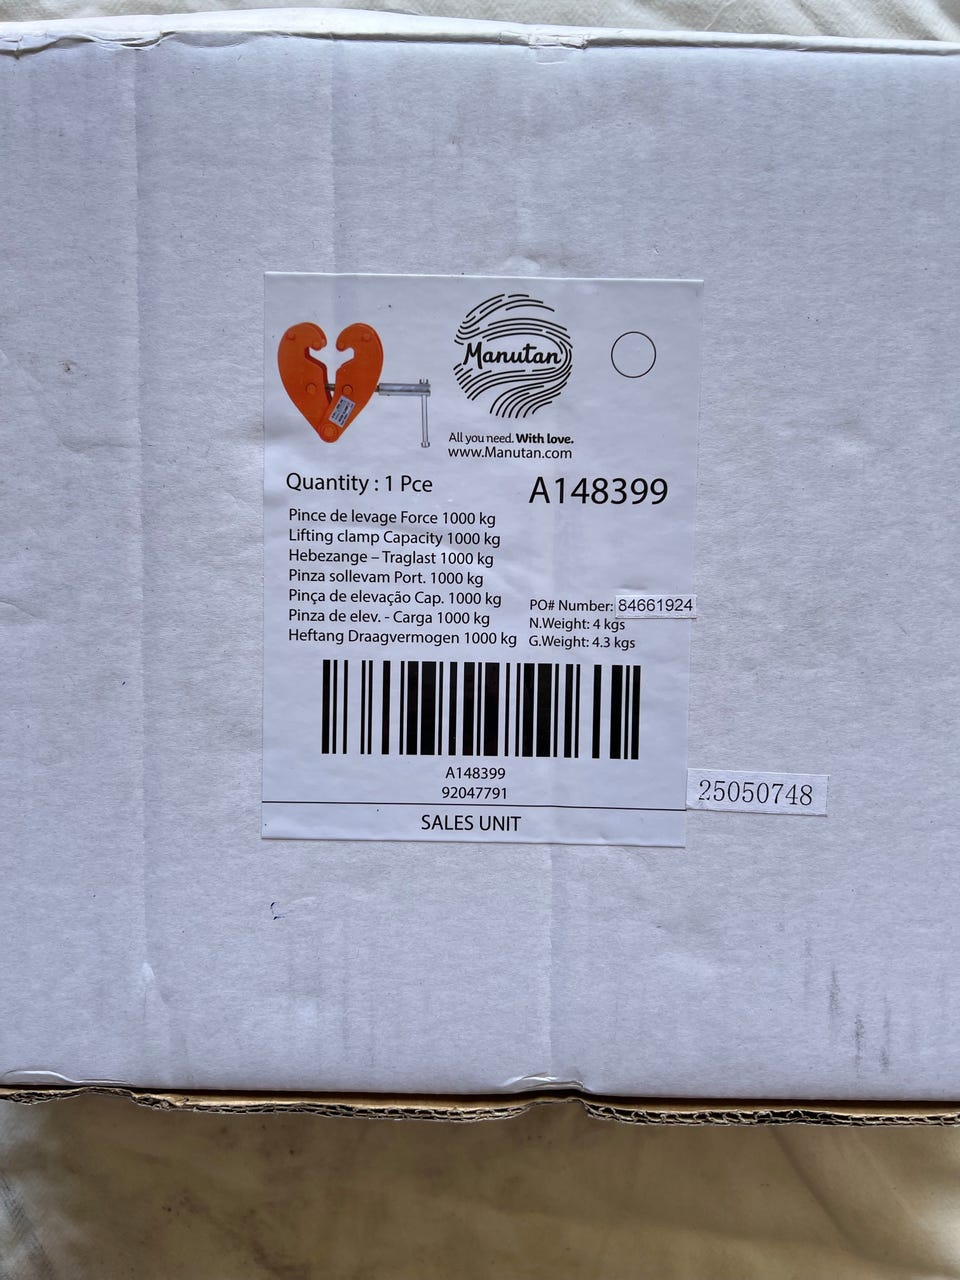 Manutan
All you need. With love.
www.Manutan.com
Quantity : 1 Pce
A148399
Pince de levage Force 1000 kg
Lifting clamp Capacity 1000 kg
Hebezange – Traglast 1000 kg
Pinza sollevam Port. 1000 kg
Pinça de elevação Cap. 1000 kg
Pinza de elev. - Carga 1000 kg
Heftang Draagvermogen 1000 kg
PO# Number: 84661924
N.Weight: 4 kgs
G.Weight: 4.3 kgs
A148399
92047791
SALES UNIT
25050748